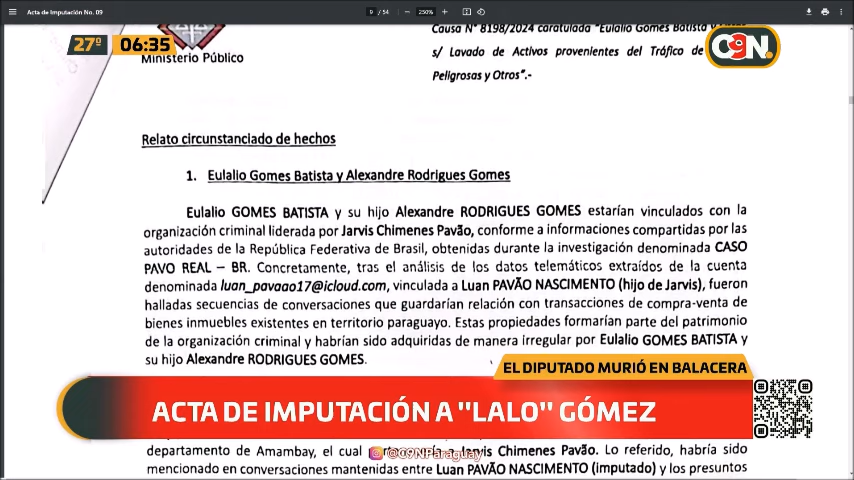 Acta de Imputación No. 09
9 / 54
250%
27º 06:35
C9N
Ministerio Público
Causa N° 8198/2024 caratulada "Eulalio Gomes Batista y
s/ Lavado de Activos provenientes del Tráfico de
Peligrosas y Otros".-
Relato circunstanciado de hechos
1. Eulalio Gomes Batista y Alexandre Rodrigues Gomes
Eulalio GOMES BATISTA y su hijo Alexandre RODRIGUES GOMES estarían vinculados con la
organización criminal liderada por Jarvis Chimenes Pavão, conforme a informaciones compartidas por las
autoridades de la República Federativa de Brasil, obtenidas durante la investigación denominada CASO
PAVO REAL – BR. Concretamente, tras el análisis de los datos telemáticos extraídos de la cuenta
denominada luan_pavaao17@icloud.com, vinculada a Luan PAVÃO NASCIMENTO (hijo de Jarvis), fueron
halladas secuencias de conversaciones que guardarían relación con transacciones de compra-venta de
bienes inmuebles existentes en territorio paraguayo. Estas propiedades formarían parte del patrimonio
de la organización criminal y habrían sido adquiridas de manera irregular por Eulalio GOMES BATISTA y
su hijo Alexandre RODRIGUES GOMES.
EL DIPUTADO MURIÓ EN BALACERA
ACTA DE IMPUTACIÓN A "LALO" GÓMEZ
departamento de Amambay, el cual Jarvis Chimenes Pavão. Lo referido, habría sido
@C9NParaguay
mencionado en conversaciones mantenidas entre Luan PAVÃO NASCIMENTO (imputado) y los presuntos